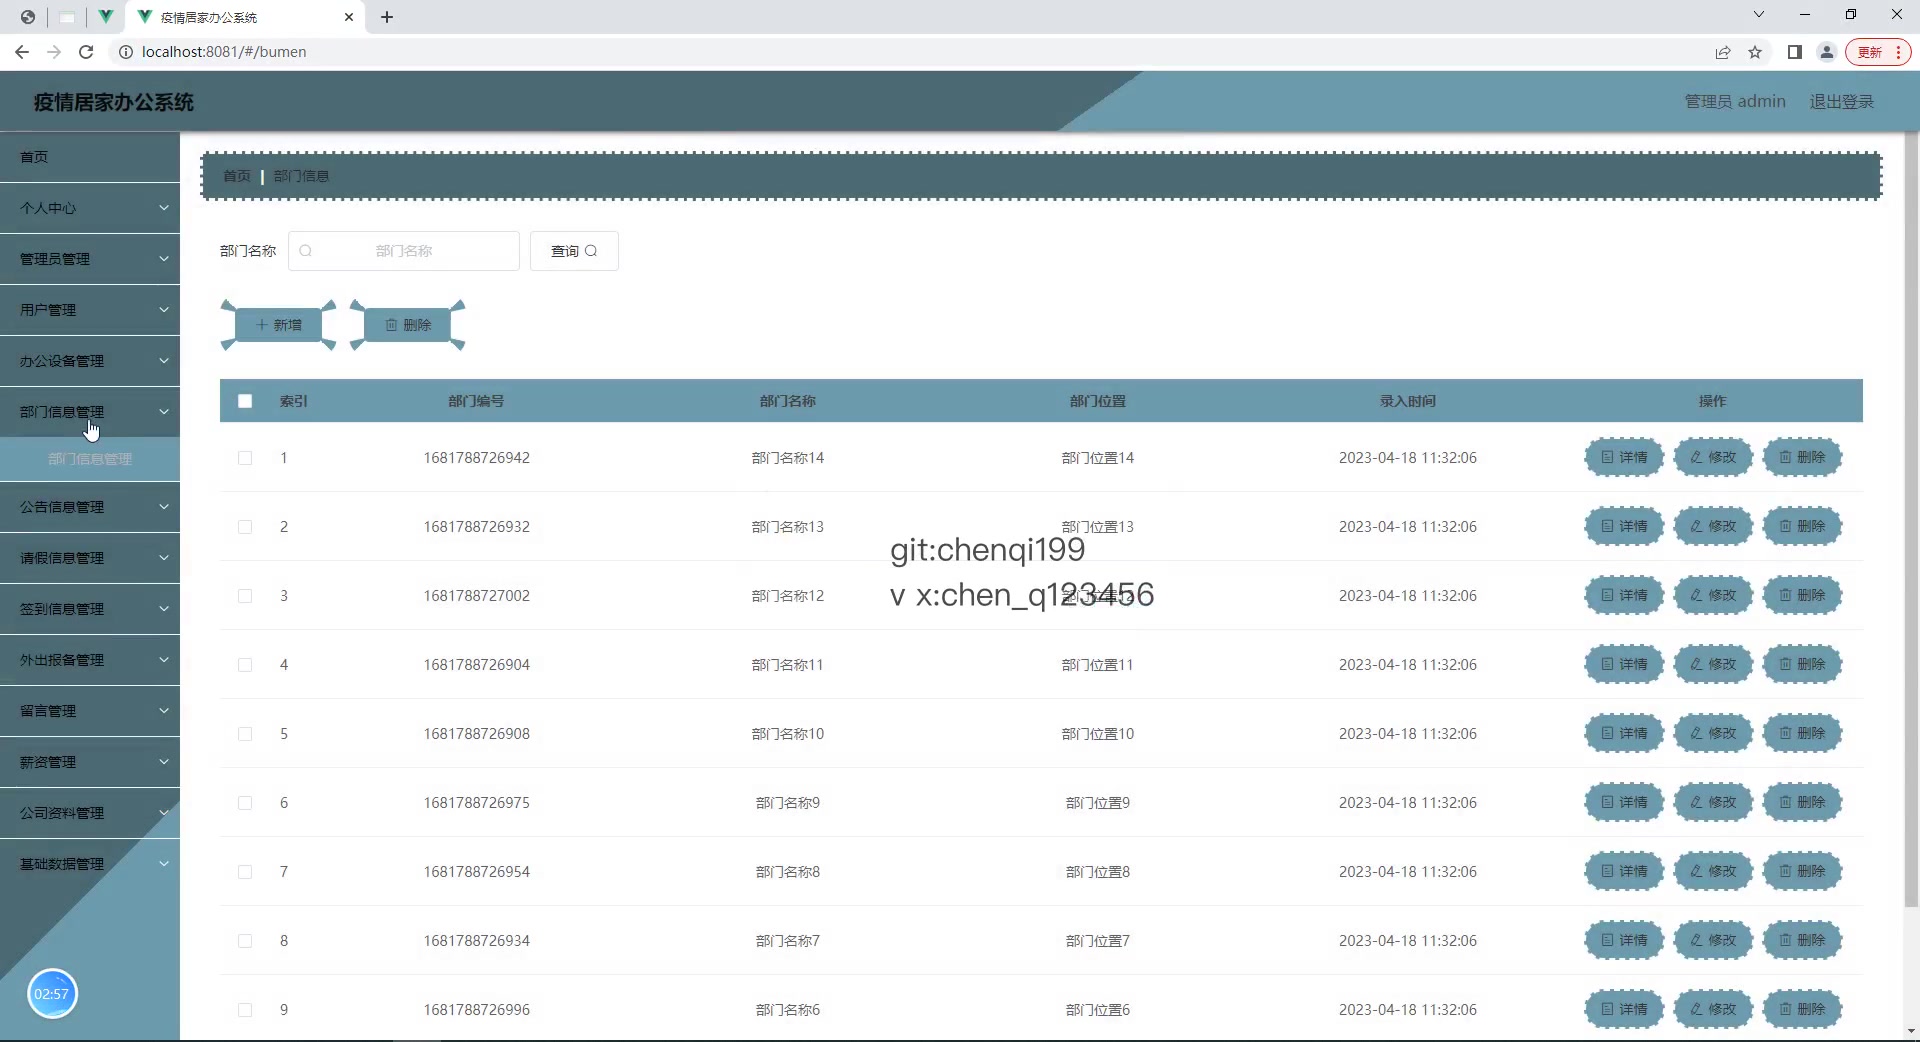 疫情居家办公系统
localhost:8081/#/bumen
更新
疫情居家办公系统
管理员 admin 退出登录
首页
个人中心
管理员管理
用户管理
办公设备管理
部门信息管理
部门信息管理
公告信息管理
请假信息管理
签到信息管理
外出报备管理
留言管理
薪资管理
公司资料管理
基础数据管理
02:57
首页 | 部门信息
部门名称 部门名称 查询
新增 删除
索引 部门编号 部门名称 部门位置 录入时间 操作
1 1681788726942 部门名称14 部门位置14 2023-04-18 11:32:06 详情 修改 删除
2 1681788726932 部门名称13 部门位置13 2023-04-18 11:32:06 详情 修改 删除
git:chenqi199
3 1681788727002 部门名称12 部门位置12 2023-04-18 11:32:06 详情 修改 删除
v x:chen_q123456
4 1681788726904 部门名称11 部门位置11 2023-04-18 11:32:06 详情 修改 删除
5 1681788726908 部门名称10 部门位置10 2023-04-18 11:32:06 详情 修改 删除
6 1681788726975 部门名称9 部门位置9 2023-04-18 11:32:06 详情 修改 删除
7 1681788726954 部门名称8 部门位置8 2023-04-18 11:32:06 详情 修改 删除
8 1681788726934 部门名称7 部门位置7 2023-04-18 11:32:06 详情 修改 删除
9 1681788726996 部门名称6 部门位置6 2023-04-18 11:32:06 详情 修改 删除